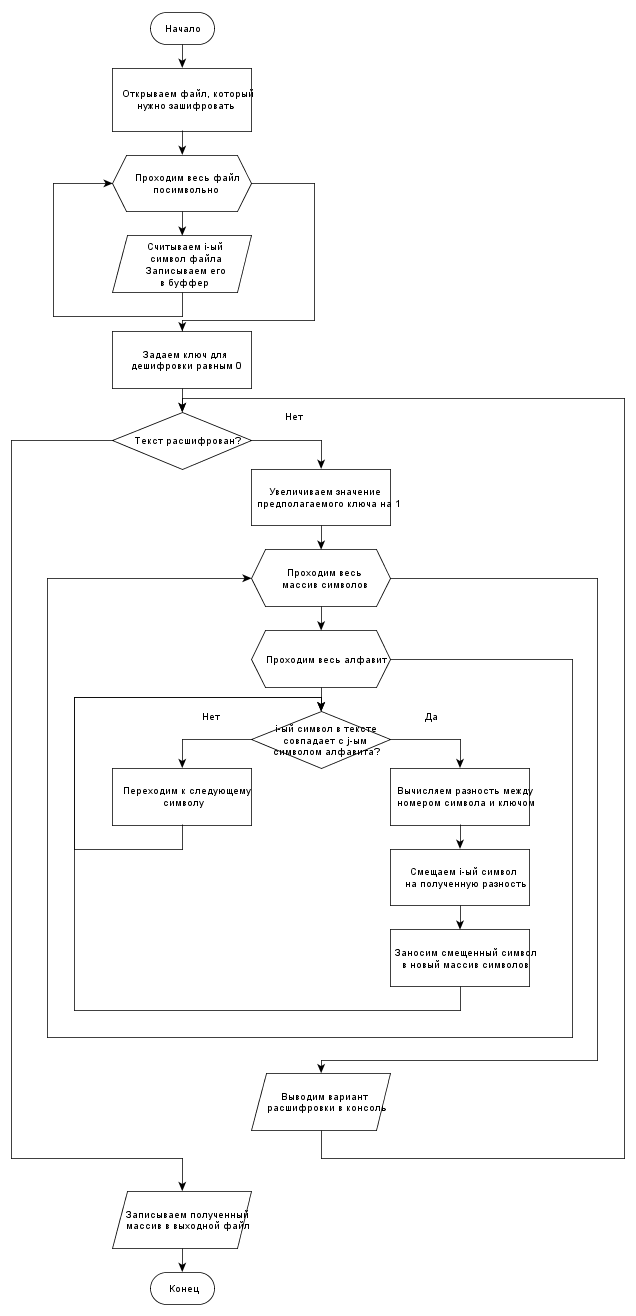 Начало
Открываем файл, который
нужно зашифровать
Проходим весь файл
посимвольно
Считываем i-ый
символ файла
Записываем его
в буффер
Задаем ключ для
дешифровки равным 0
Нет
Текст расшифрован?
Увеличиваем значение
предполагаемого ключа на 1
Проходим весь
массив символов
Проходим весь алфавит
Нет
Да
i-ый символ в тексте
совпадает с j-ым
символом алфавита?
Переходим к следующему
символу
Вычисляем разность между
номером символа и ключом
Смещаем i-ый символ
на полученную разность
Заносим смещенный символ
в новый массив символов
Выводим вариант
расшифровки в консоль
Записываем полученный
массив в выходной файл
Конец